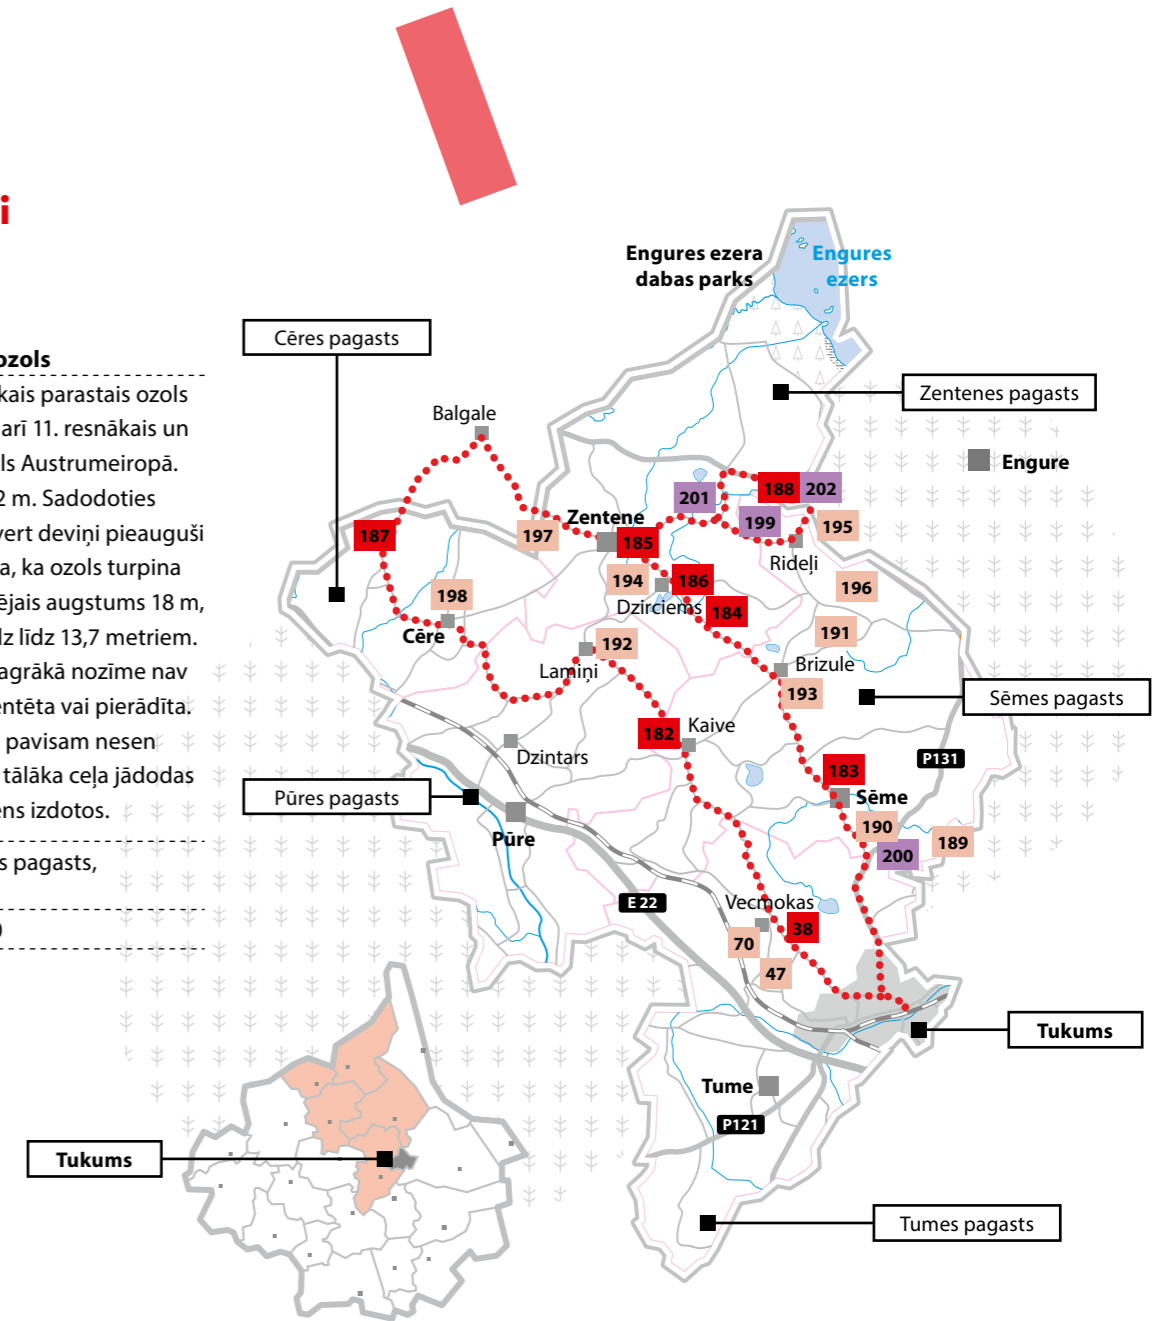 i
ozols
kais parastais ozols
arī 11. resnākais un
ls Austrumeiropā.
2 m. Sadodoties
vert deviņi pieauguši
a, ka ozols turpina
ējais augstums 18 m,
dz līdz 13,7 metriem.
agrākā nozīme nav
entēta vai pierādīta.
pavisam nesen
tālāka ceļa jādodas
ens izdotos.
s pagasts,
)
Engures ezera
dabas parks
Engures
ezers
Cēres pagasts
Zentenes pagasts
Balgale
Engure
201
188
202
199
195
187
197
Zentene
185
Rideļi
194
186
196
198
Dzirciems
184
Cēre
192
191
Lamiņi
Brizule
193
Sēmes pagasts
182
Kaive
Dzintars
P131
183
Pūres pagasts
Sēme
Pūre
190
189
200
E 22
Vecmokas
38
70
47
Tukums
Tume
P121
Tukums
Tumes pagasts